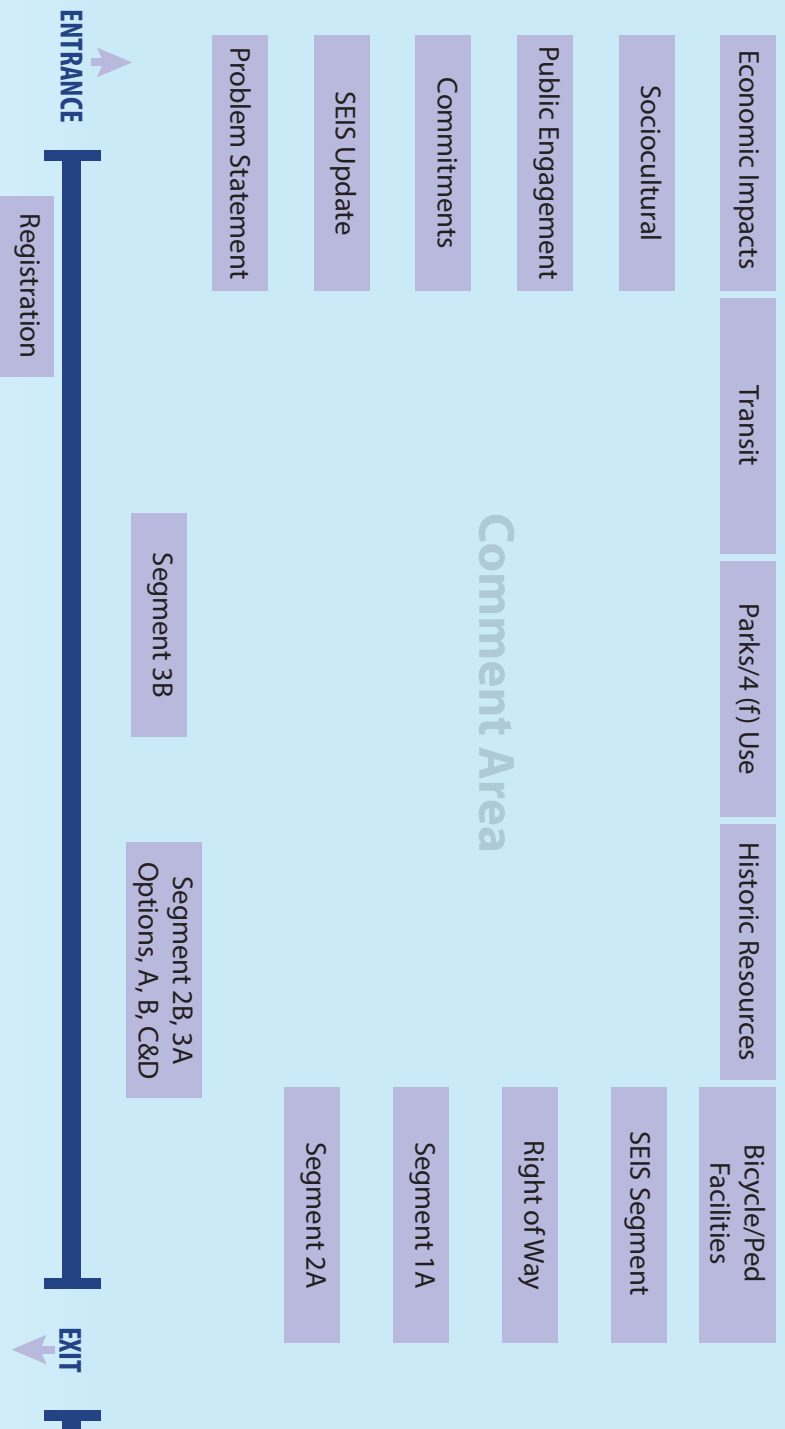 Economic Impacts
Transit
Parks/4 (f) Use
Historic Resources
Bicycle/Ped
Facilities
Sociocultural
SEIS Segment
Public Engagement
Right of Way
Comment Area
Commitments
Segment 1A
SEIS Update
Segment 2A
Problem Statement
Segment 3B
Segment 2B, 3A
Options, A, B, C&D
ENTRANCE
EXIT
Registration